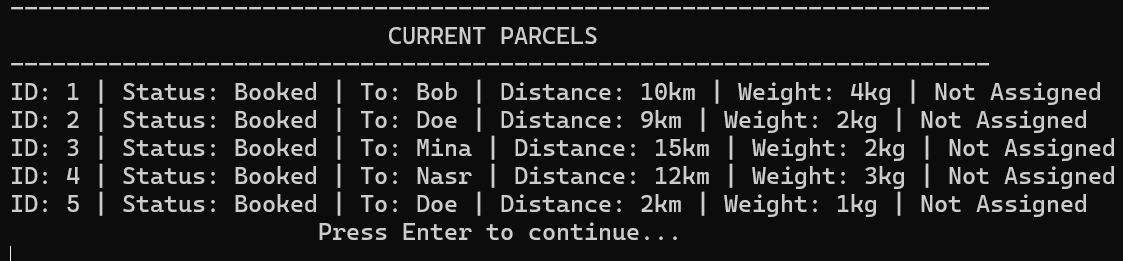 ----------------------------------------------------------------------
CURRENT PARCELS
----------------------------------------------------------------------
ID: 1 | Status: Booked | To: Bob | Distance: 10km | Weight: 4kg | Not Assigned
ID: 2 | Status: Booked | To: Doe | Distance: 9km | Weight: 2kg | Not Assigned
ID: 3 | Status: Booked | To: Mina | Distance: 15km | Weight: 2kg | Not Assigned
ID: 4 | Status: Booked | To: Nasr | Distance: 12km | Weight: 3kg | Not Assigned
ID: 5 | Status: Booked | To: Doe | Distance: 2km | Weight: 1kg | Not Assigned
Press Enter to continue...